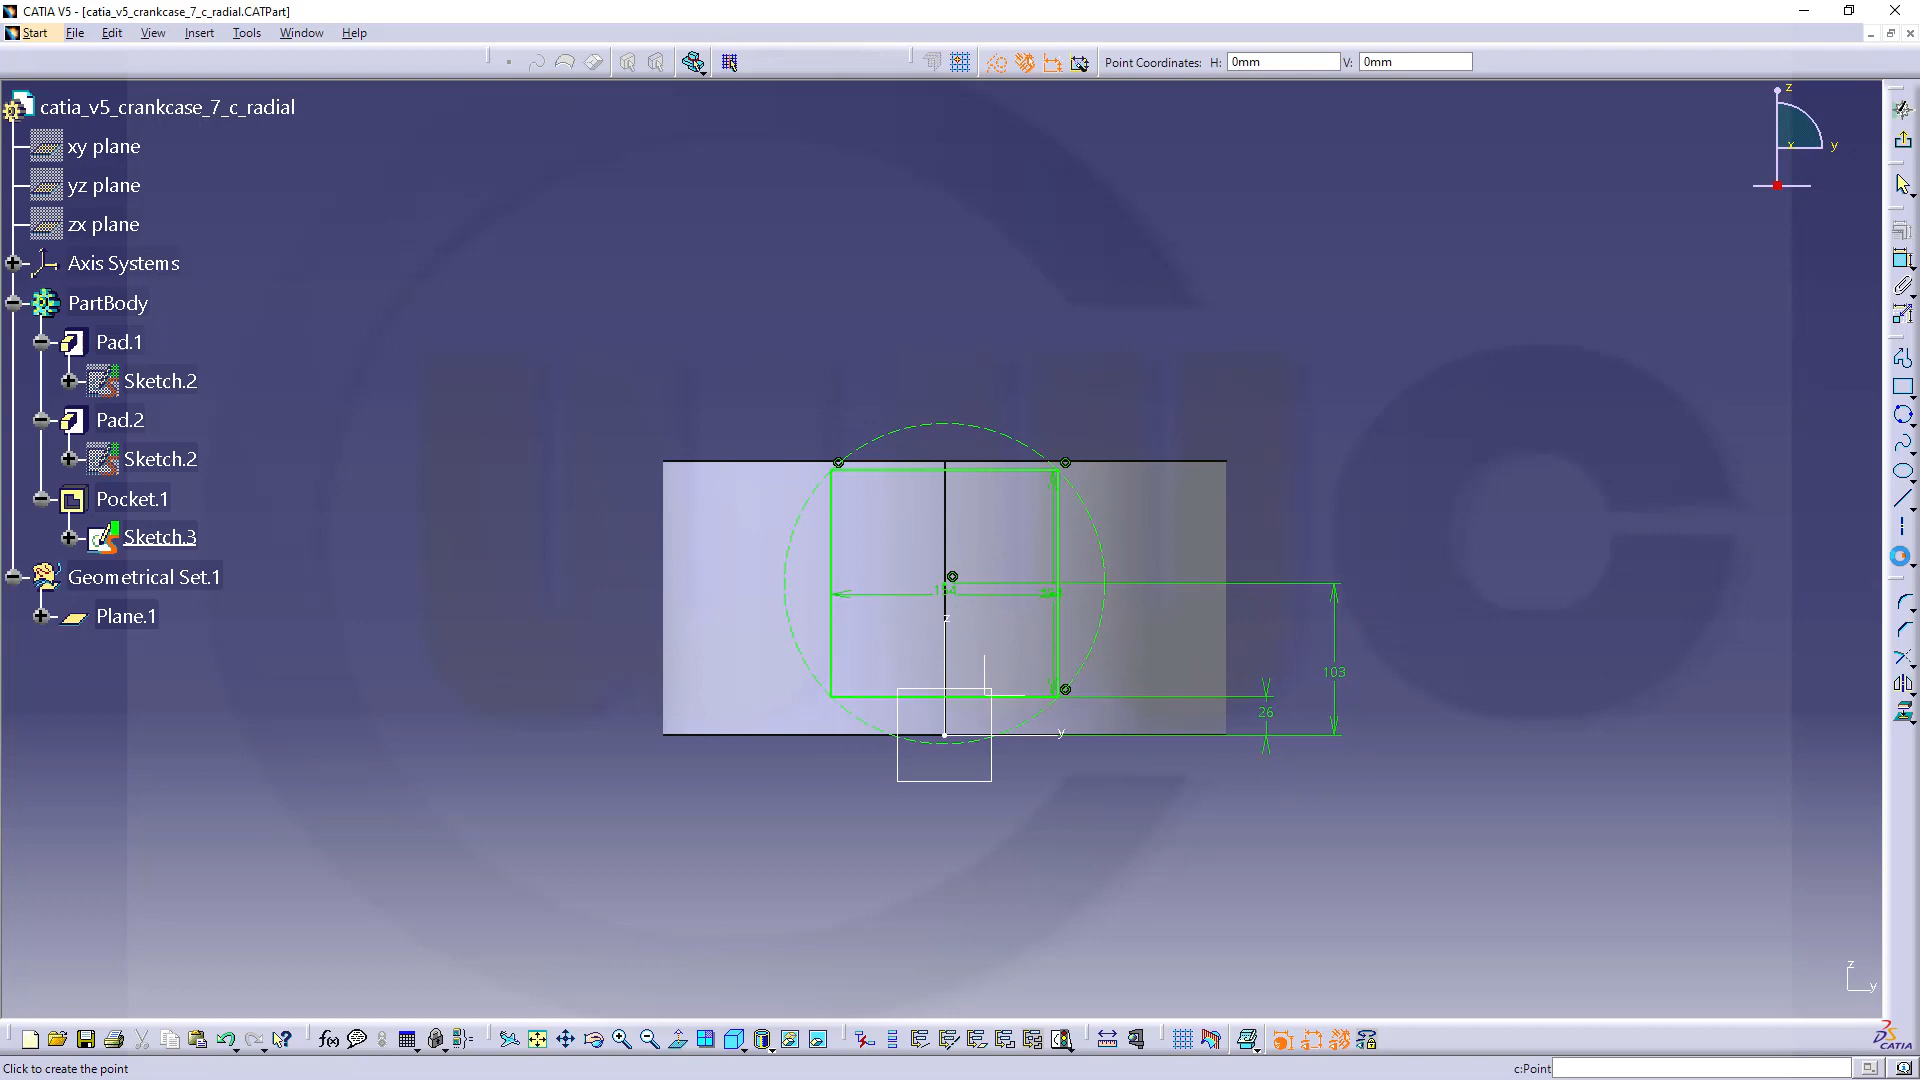 CATIA V5 - [catia_v5_crankcase_7_c_radial.CATPart]
Start File Edit View Insert Tools Window Help
Point Coordinates: H: 0mm V: 0mm
catia_v5_crankcase_7_c_radial
xy plane
yz plane
zx plane
Axis Systems
PartBody
Pad.1
Sketch.2
Pad.2
Sketch.2
Pocket.1
Sketch.3
Geometrical Set.1
Plane.1
z
x
y
z
y
103
26
z
y
f(x)
CATIA
Click to create the point
c:Point